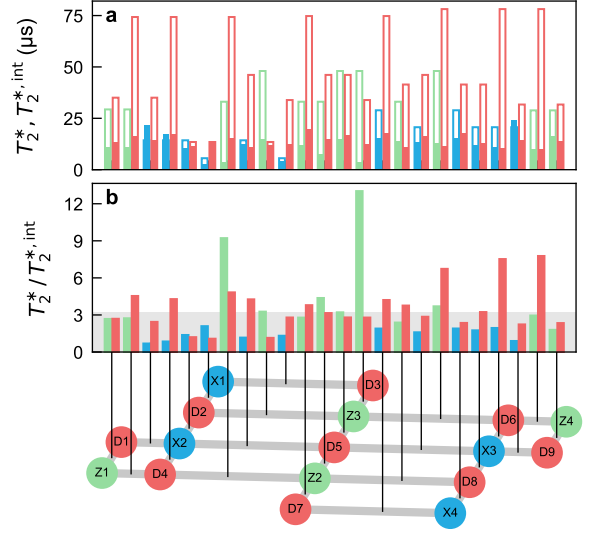 a
T₂*, T₂*,int (μs)
75
50
25
0
b
T₂*/T₂*,int
12
9
6
3
0
X1
D3
D2
Z3
D6
Z4
D1
X2
D5
X3
D9
Z1
D4
Z2
D8
D7
X4